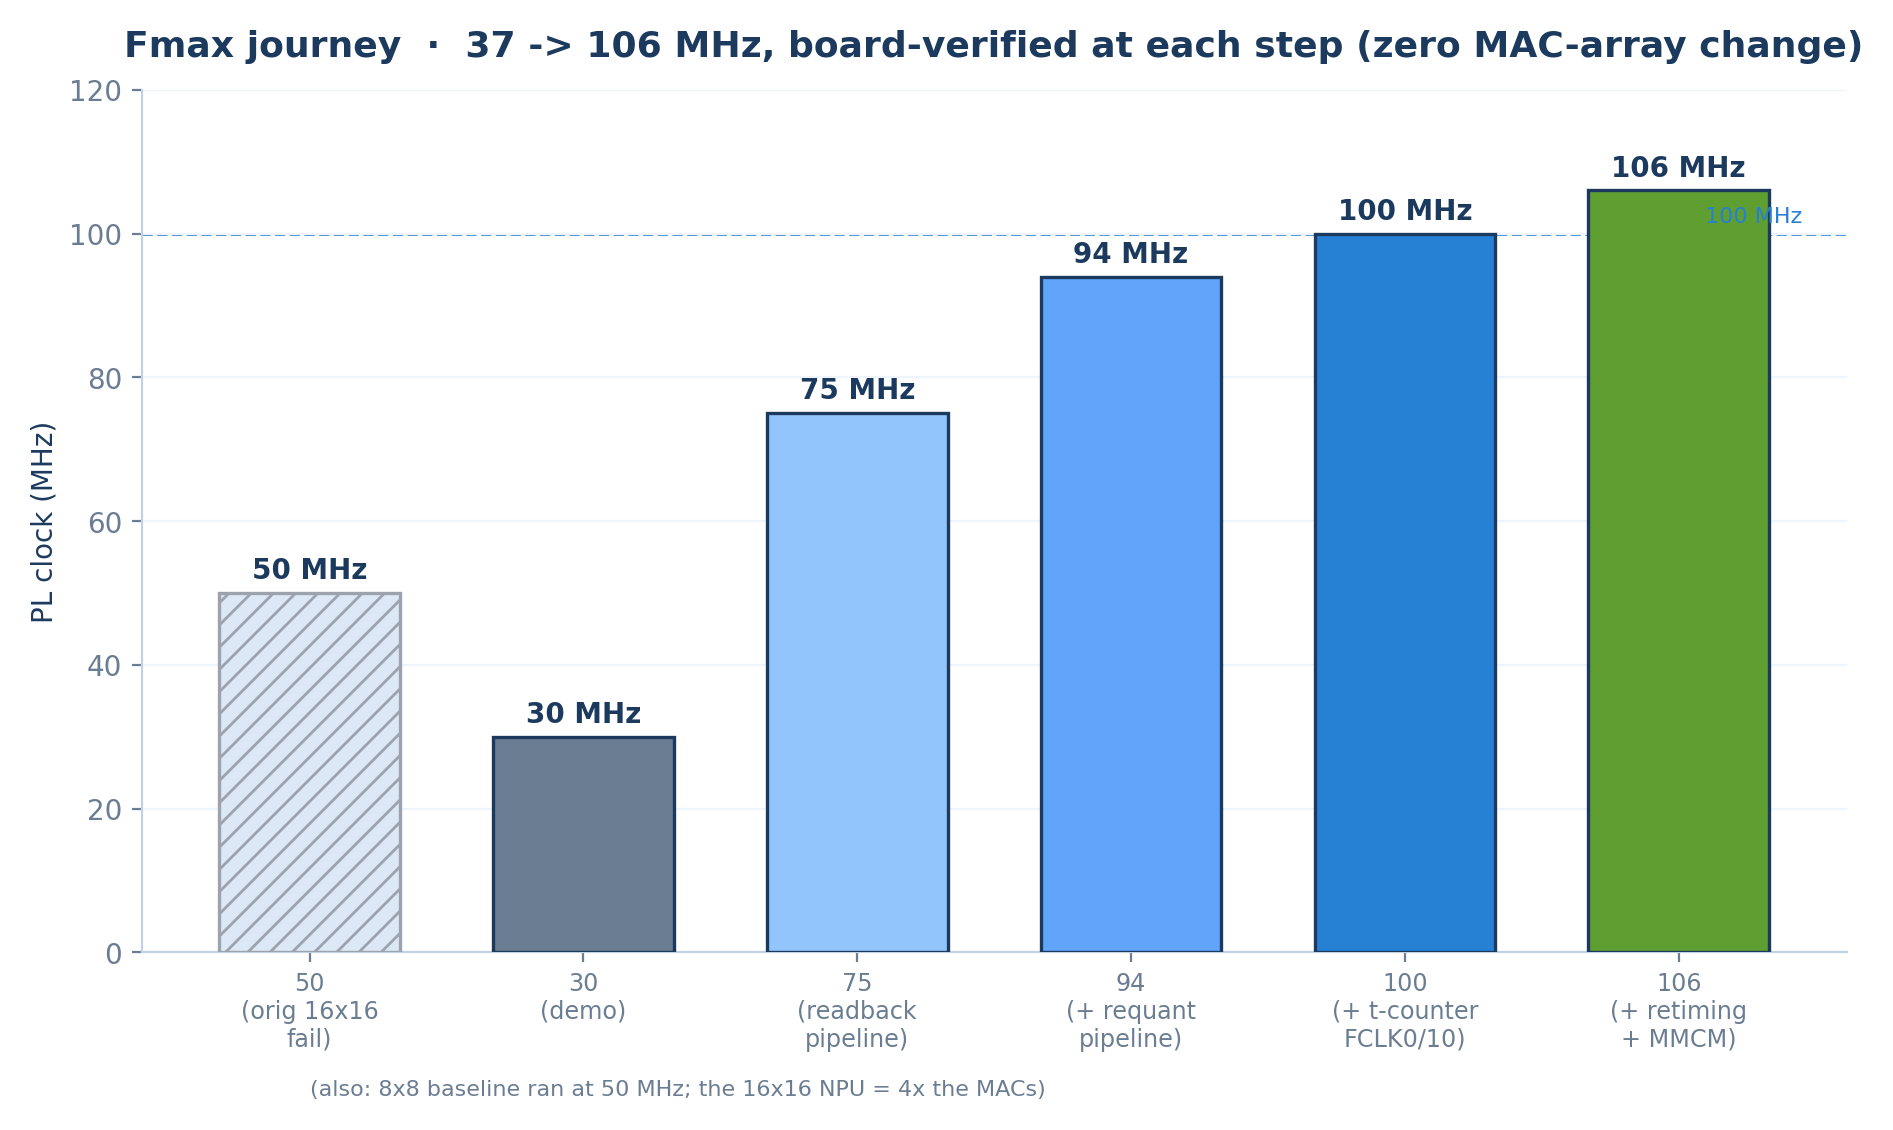 Fmax journey · 37 -> 106 MHz, board-verified at each step (zero MAC-array change)
PL clock (MHz)
120
100
80
60
40
20
0
50 MHz
30 MHz
75 MHz
94 MHz
100 MHz
106 MHz
100 MHz
50
(orig 16x16
fail)
30
(demo)
75
(readback
pipeline)
94
(+ requant
pipeline)
100
(+ t-counter
FCLK0/10)
106
(+ retiming
+ MMCM)
(also: 8x8 baseline ran at 50 MHz; the 16x16 NPU = 4x the MACs)